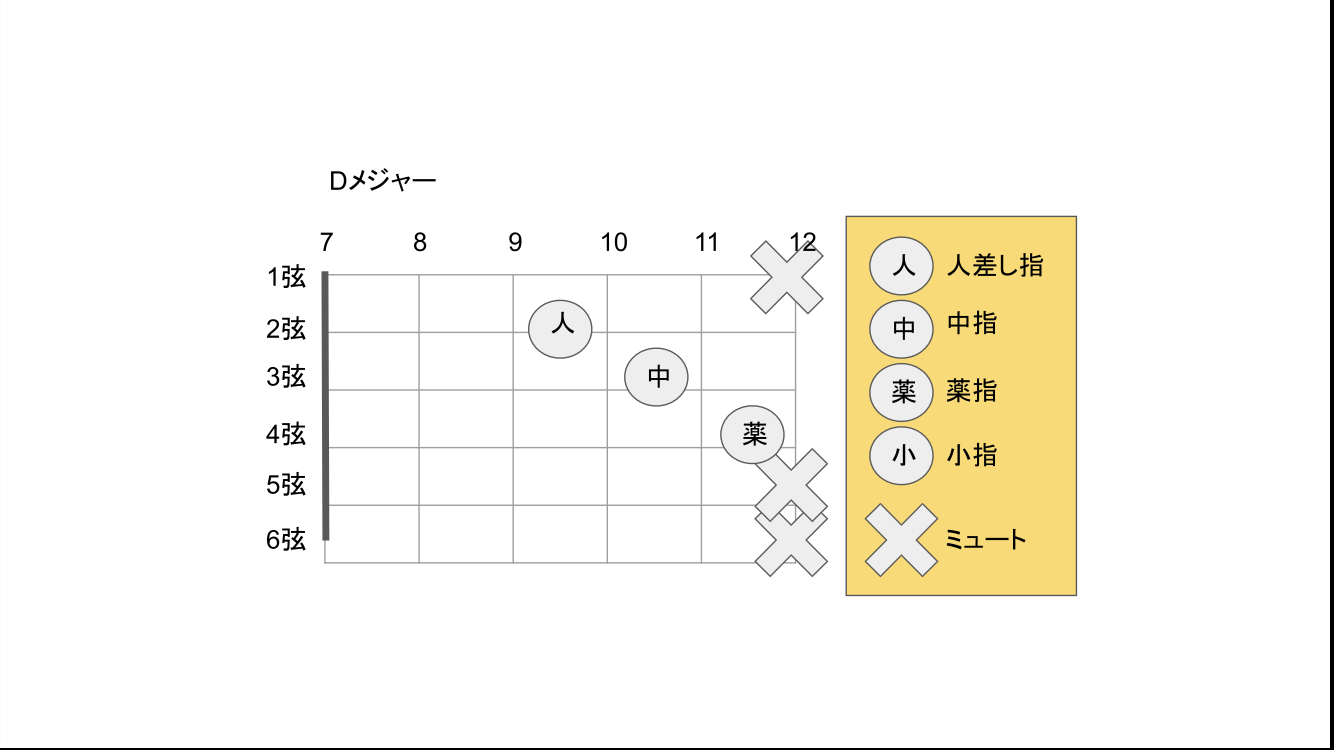 Dメジャー
7 8 9 10 11 12
1弦
2弦 人
3弦 中
4弦 薬
5弦
6弦
人 人差し指
中 中指
薬 薬指
小 小指
ミュート